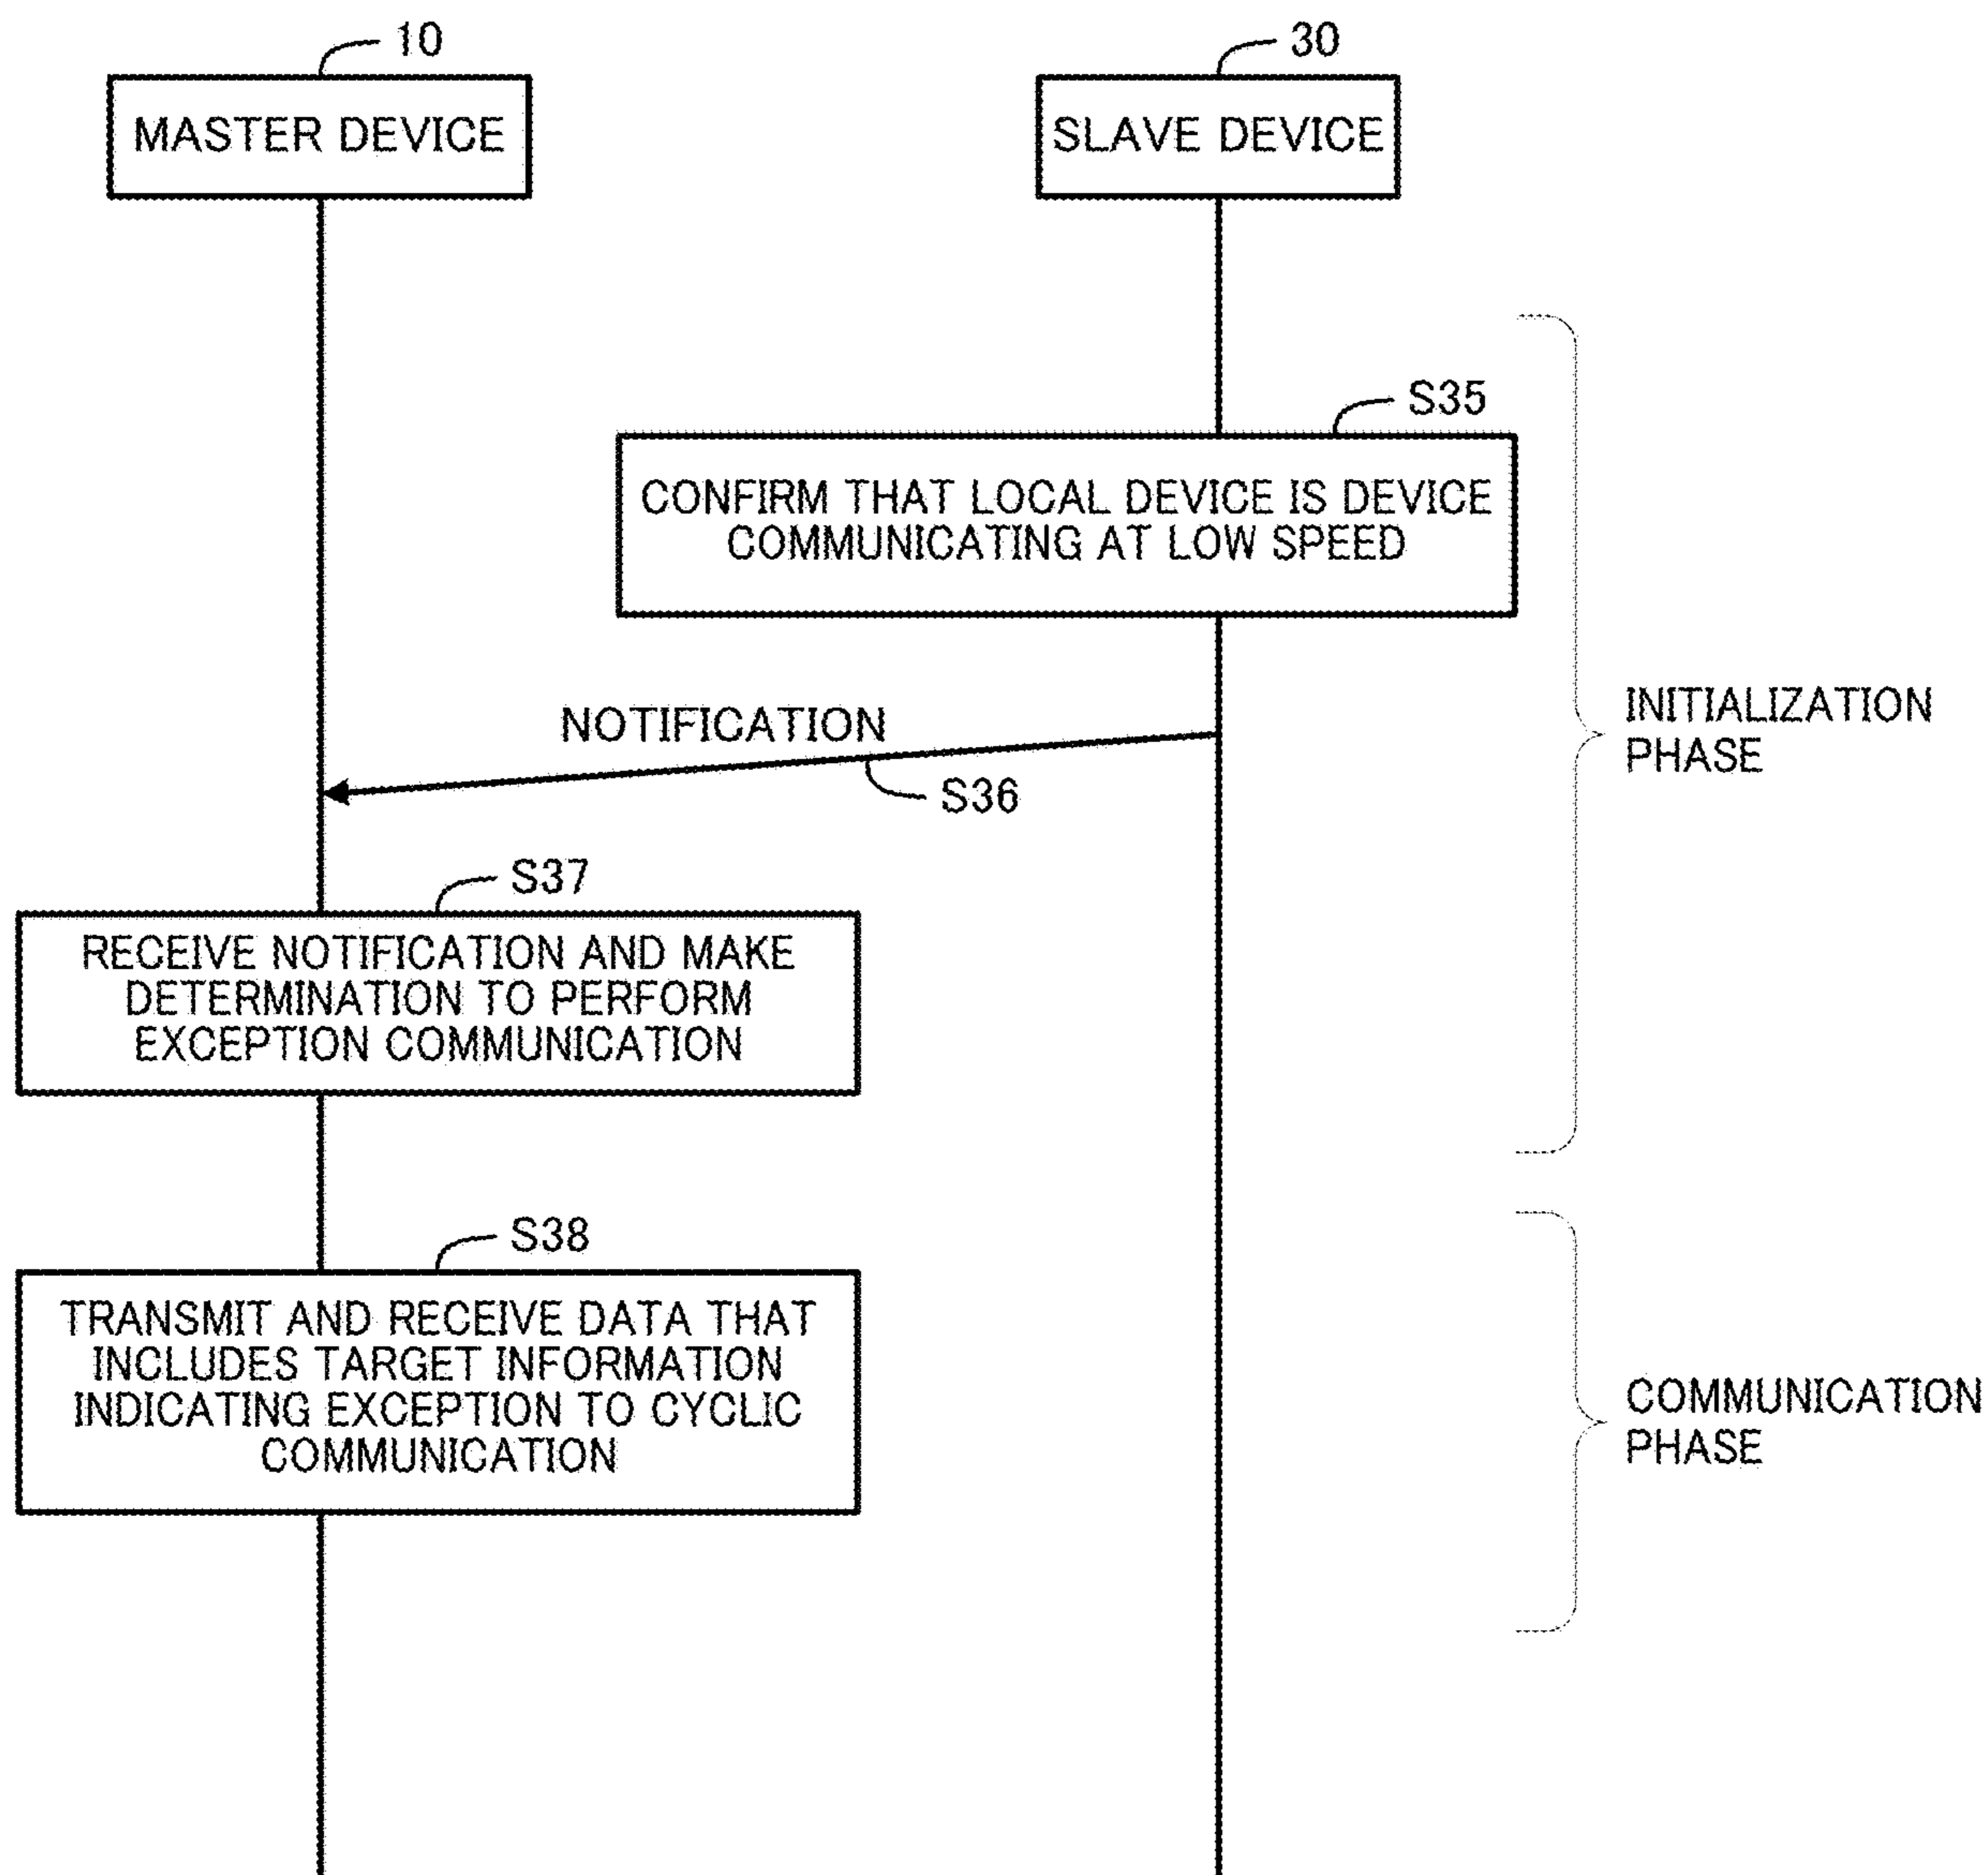 10
30
MASTER DEVICE
SLAVE DEVICE
S35
CONFIRM THAT LOCAL DEVICE IS DEVICE
COMMUNICATING AT LOW SPEED
NOTIFICATION
S36
INITIALIZATION
PHASE
S37
RECEIVE NOTIFICATION AND MAKE
DETERMINATION TO PERFORM
EXCEPTION COMMUNICATION
S38
TRANSMIT AND RECEIVE DATA THAT
INCLUDES TARGET INFORMATION
INDICATING EXCEPTION TO CYCLIC
COMMUNICATION
COMMUNICATION
PHASE